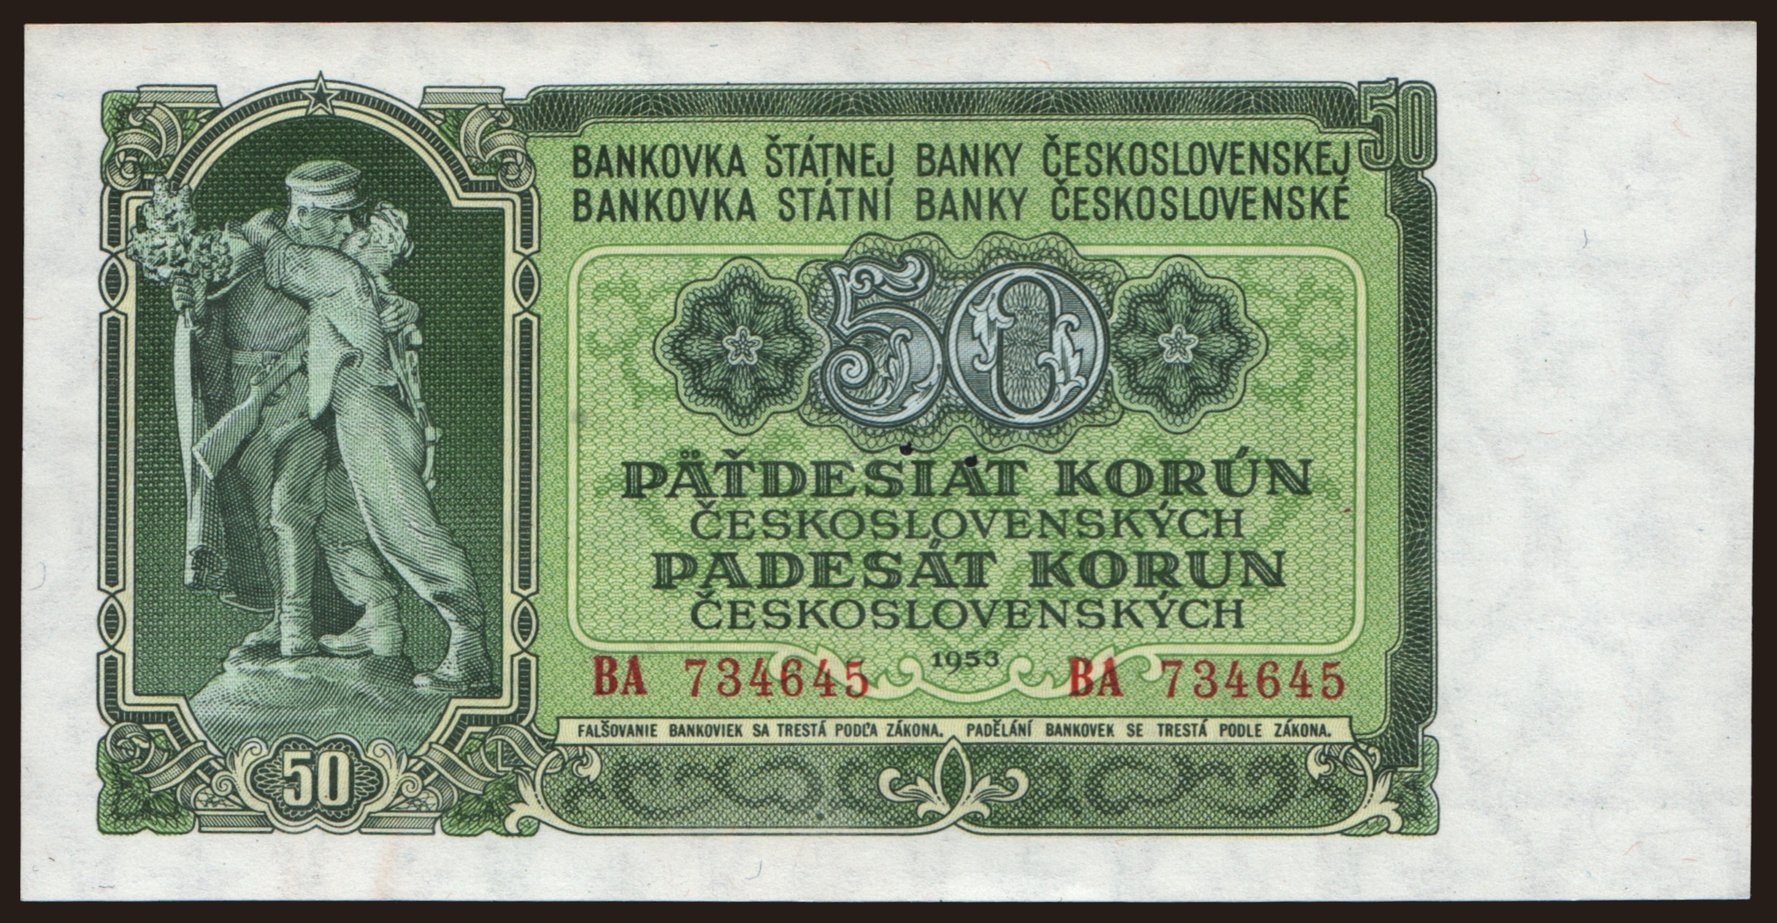 50
BANKOVKA ŠTÁTNEJ BANKY ČESKOSLOVENSKEJ
BANKOVKA STÁTNÍ BANKY ČESKOSLOVENSKÉ
50
PÄŤDESIAT KORÚN
ČESKOSLOVENSKÝCH
PADESÁT KORUN
ČESKOSLOVENSKÝCH
1953
BA 734645 BA 734645
FALŠOVANIE BANKOVIEK SA TRESTÁ PODĽA ZÁKONA. PADĚLÁNÍ BANKOVEK SE TRESTÁ PODLE ZÁKONA.
50